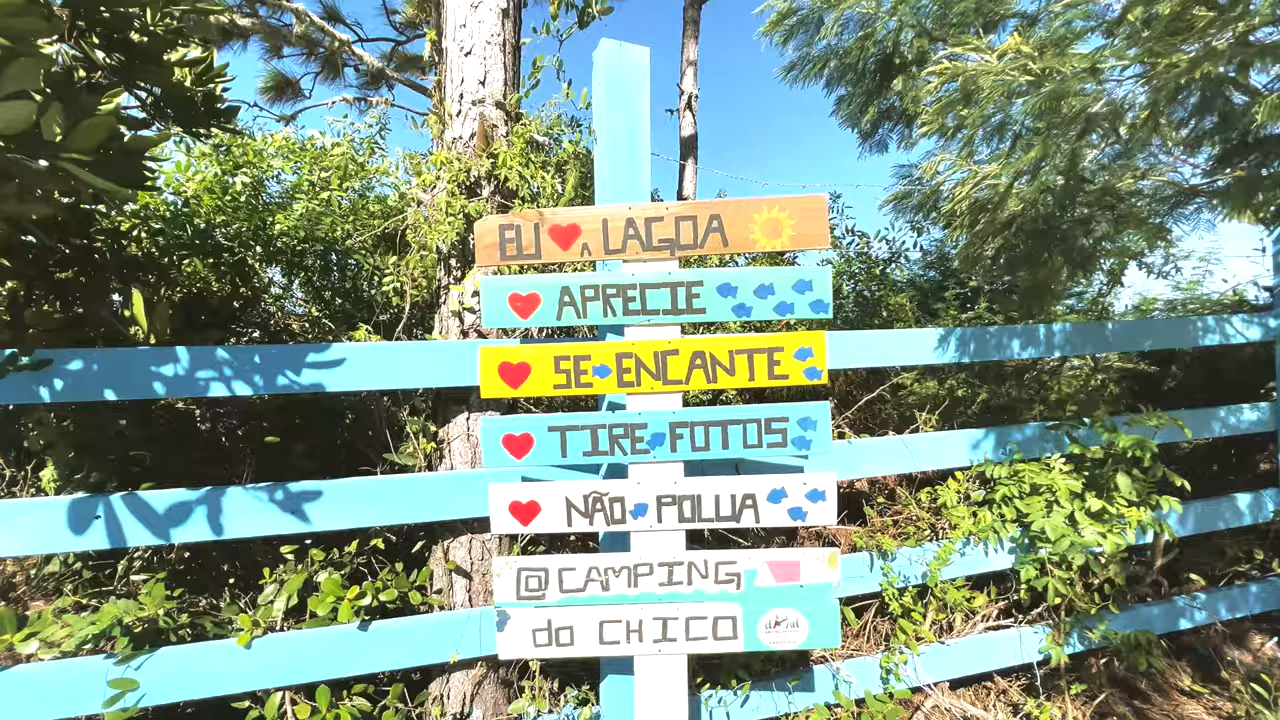 EU A LAGOA
APRECIE
SE ENCANTE
TIRE FOTOS
NÃO POLUA
@CAMPING
do CHICO